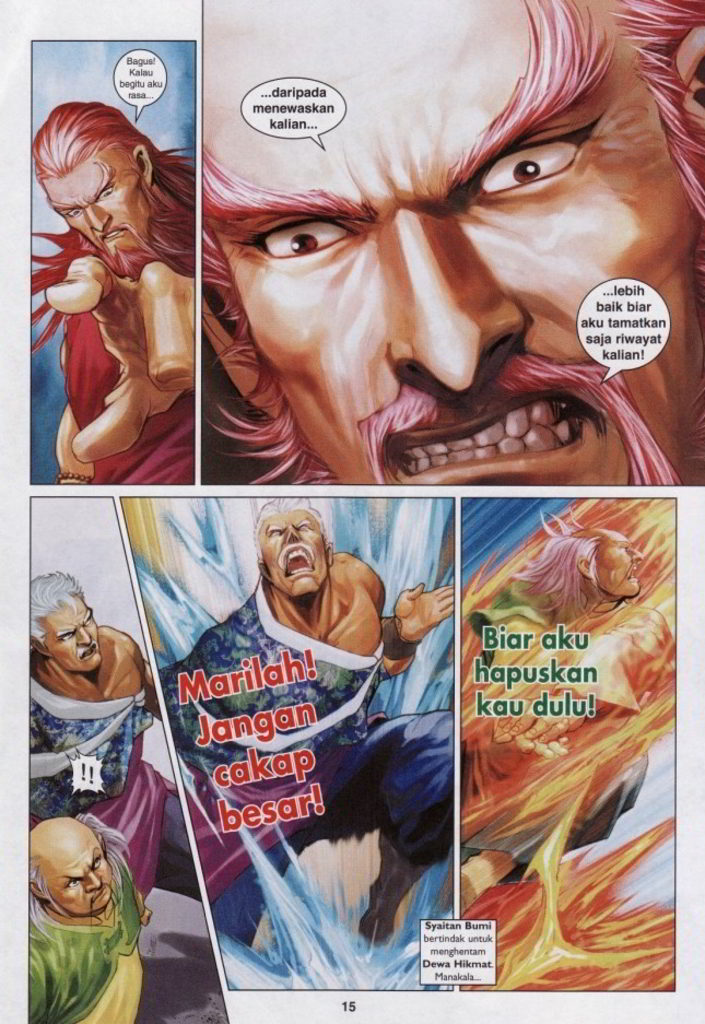 Bagus!
Kalau
begitu aku
rasa...
...daripada
menewaskan
kalian...
...lebih
baik biar
aku tamatkan
saja riwayat
kalian!
!!
Marilah!
Jangan
cakap
besar!
Biar aku
hapuskan
kau dulu!
Syaitan Bumi
bertindak untuk
menghentam
Dewa Hikmat.
Manakala...
15